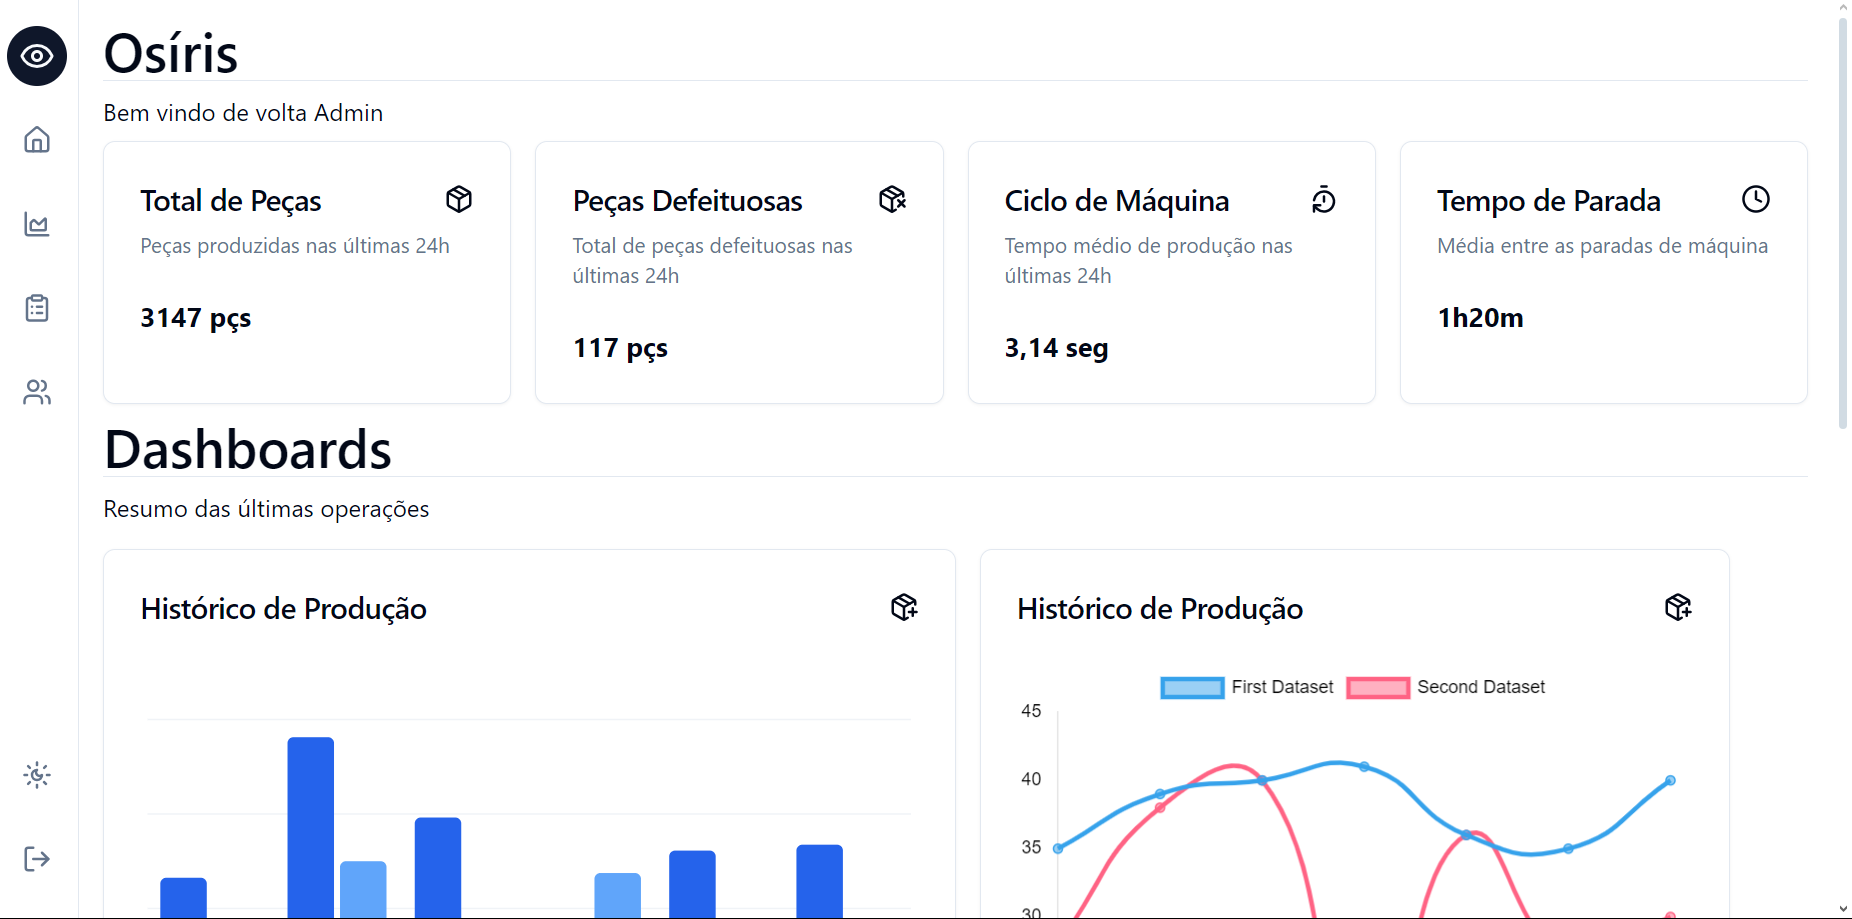 Osíris
Bem vindo de volta Admin
Total de Peças
Peças produzidas nas últimas 24h
3147 pçs
Peças Defeituosas
Total de peças defeituosas nas
últimas 24h
117 pçs
Ciclo de Máquina
Tempo médio de produção nas
últimas 24h
3,14 seg
Tempo de Parada
Média entre as paradas de máquina
1h20m
Dashboards
Resumo das últimas operações
Histórico de Produção
Histórico de Produção
First Dataset
Second Dataset
45
40
35
30